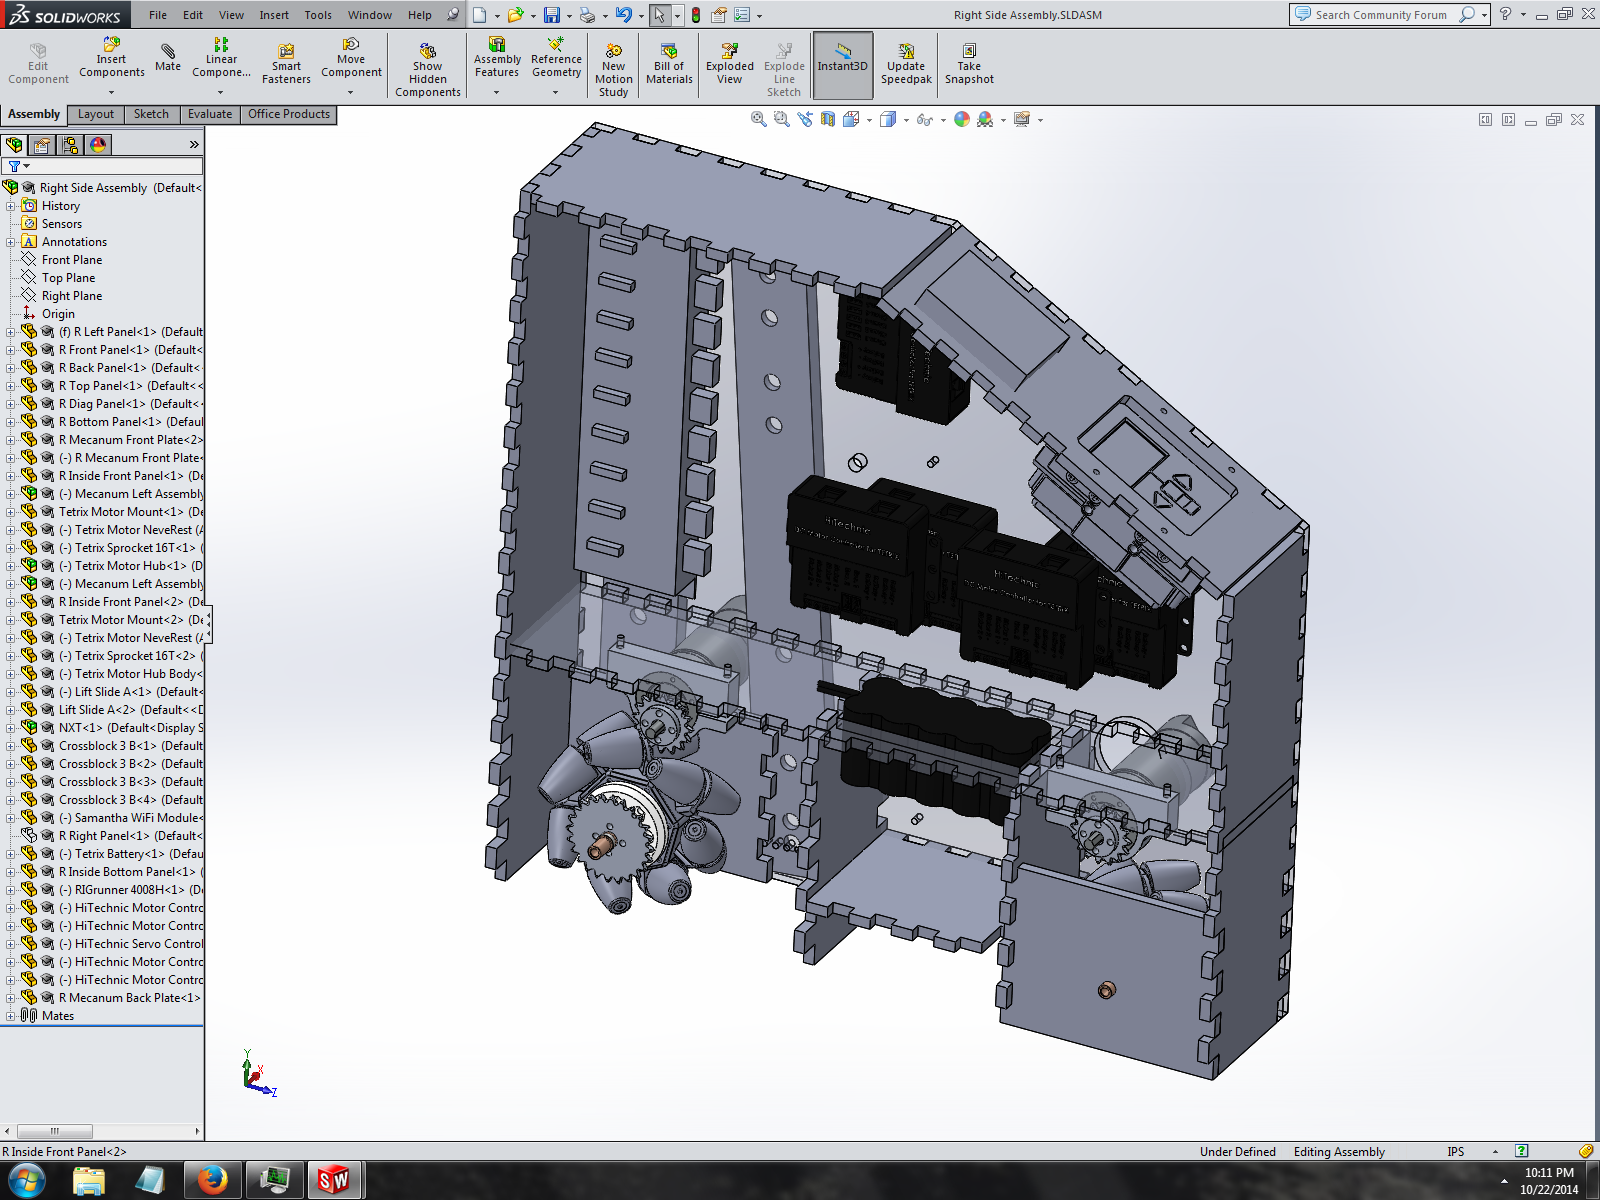 SOLIDWORKS File Edit View Insert Tools Window Help Right Side Assembly.SLDASM Search Community Forum
Edit Component
Insert Components
Mate
Linear Compone...
Smart Fasteners
Move Component
Show Hidden Components
Assembly Features
Reference Geometry
New Motion Study
Bill of Materials
Exploded View
Explode Line Sketch
Instant3D
Update Speedpak
Take Snapshot
Assembly Layout Sketch Evaluate Office Products
Right Side Assembly (Default<
History
Sensors
Annotations
Front Plane
Top Plane
Right Plane
Origin
(f) R Left Panel<1> (Default
R Front Panel<1> (Default<
R Back Panel<1> (Default<
R Top Panel<1> (Default<<
R Diag Panel<1> (Default<
R Bottom Panel<1> (Defaul
R Mecanum Front Plate<2>
(-) R Mecanum Front Plate
R Inside Front Panel<1> (De
(-) Mecanum Left Assembly
Tetrix Motor Mount<1> (De
(-) Tetrix Motor NeveRest (A
(-) Tetrix Sprocket 16T<1> (
(-) Tetrix Motor Hub<1> (D
(-) Mecanum Left Assembly
R Inside Front Panel<2> (De
Tetrix Motor Mount<2> (De
(-) Tetrix Motor NeveRest (A
(-) Tetrix Sprocket 16T<2> (
(-) Tetrix Motor Hub Body<
(-) Lift Slide A<1> (Default<
Lift Slide A<2> (Default<<D
NXT<1> (Default<Display S
Crossblock 3 B<1> (Default
Crossblock 3 B<2> (Default
Crossblock 3 B<3> (Default
Crossblock 3 B<4> (Default
(-) Samantha WiFi Module<
R Right Panel<1> (Default<
(-) Tetrix Battery<1> (Defau
R Inside Bottom Panel<1> (
(-) RIGrunner 4008H<1> (De
(-) HiTechnic Motor Contro
(-) HiTechnic Motor Contro
(-) HiTechnic Servo Control
(-) HiTechnic Motor Contro
(-) HiTechnic Motor Contro
R Mecanum Back Plate<1>
Mates
HiTechnic
HiTechnic
Y
X
Z
R Inside Front Panel<2> Under Defined Editing Assembly IPS
10:11 PM
10/22/2014